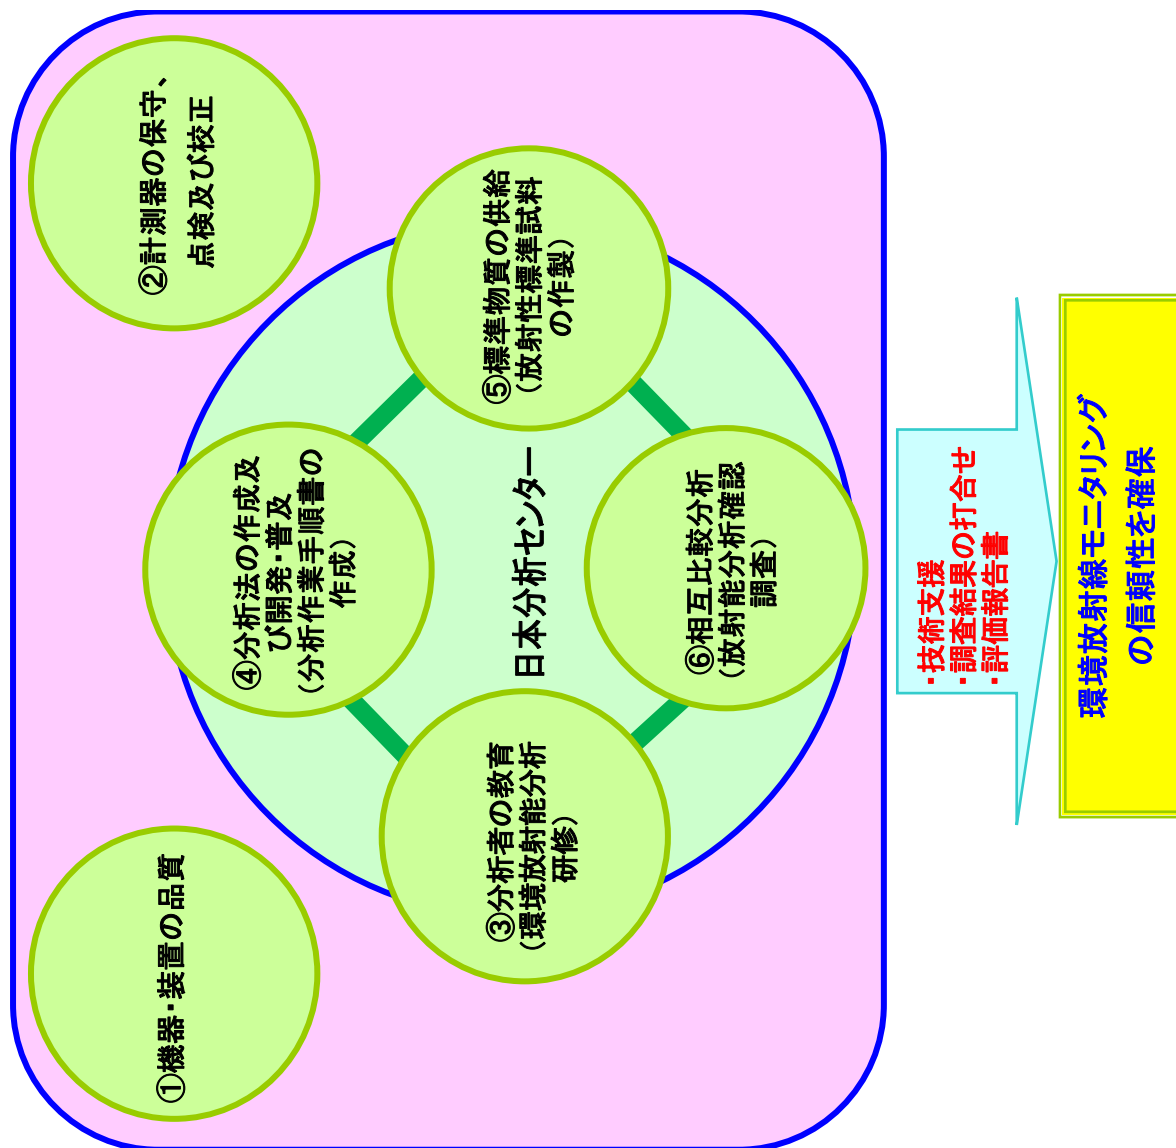 ①機器・装置の品質
②計測器の保守、
点検及び校正
③分析者の教育
（環境放射能分析
研修）
④分析法の作成及
び開発・普及
（分析作業手順書の
作成）
⑤標準物質の供給
（放射性標準試料
の作製）
日本分析センター
⑥相互比較分析
（放射能分析確認
調査）
・技術支援
・調査結果の打合せ
・評価報告書
環境放射線モニタリング
の信頼性を確保